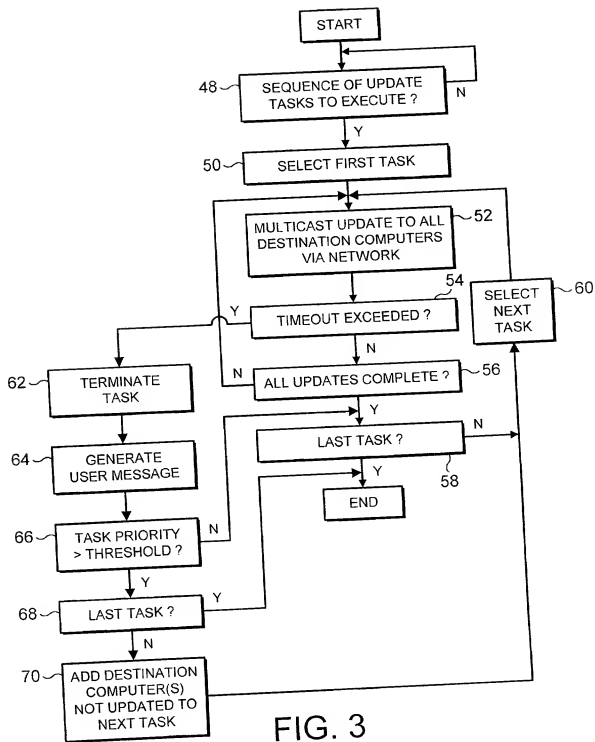 START
48
SEQUENCE OF UPDATE
TASKS TO EXECUTE ?
N
Y
50
SELECT FIRST TASK
MULTICAST UPDATE TO ALL
DESTINATION COMPUTERS
VIA NETWORK
52
54
Y
TIMEOUT EXCEEDED ?
SELECT
NEXT
TASK
60
N
62
TERMINATE
TASK
N
ALL UPDATES COMPLETE ?
56
Y
64
GENERATE
USER MESSAGE
LAST TASK ?
N
58
Y
END
66
TASK PRIORITY
> THRESHOLD ?
N
Y
68
LAST TASK ?
Y
N
70
ADD DESTINATION
COMPUTER(S)
NOT UPDATED TO
NEXT TASK
FIG. 3